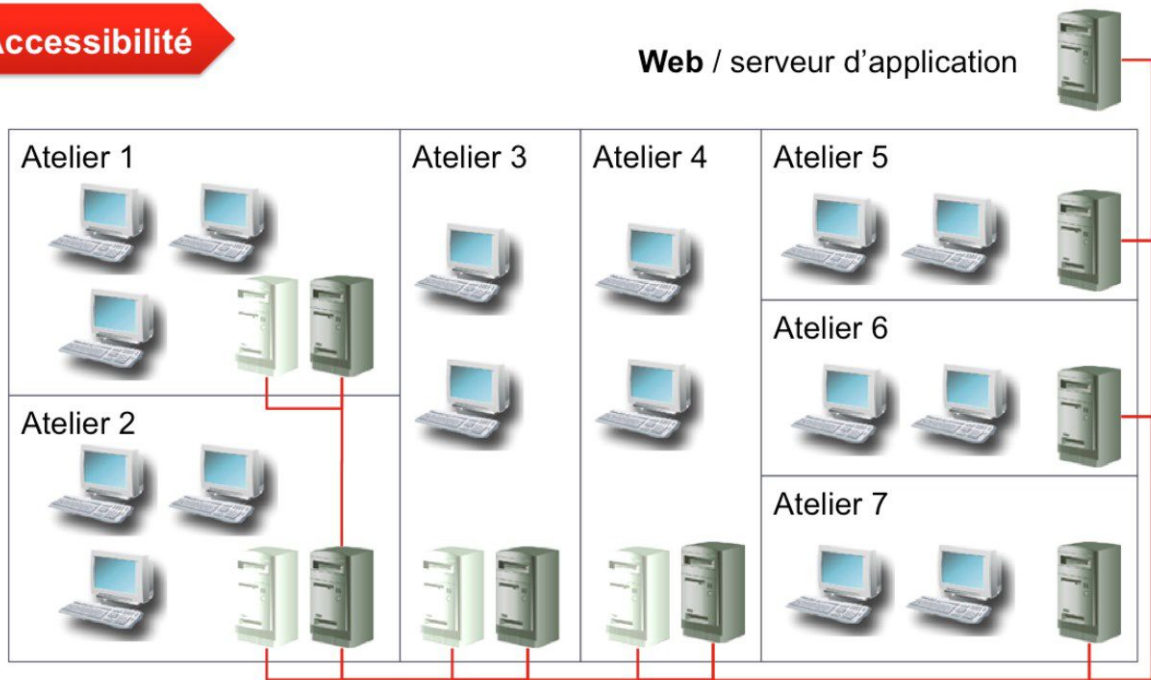 Accessibilité
Web / serveur d’application
Atelier 1
Atelier 3
Atelier 4
Atelier 5
Atelier 6
Atelier 2
Atelier 7